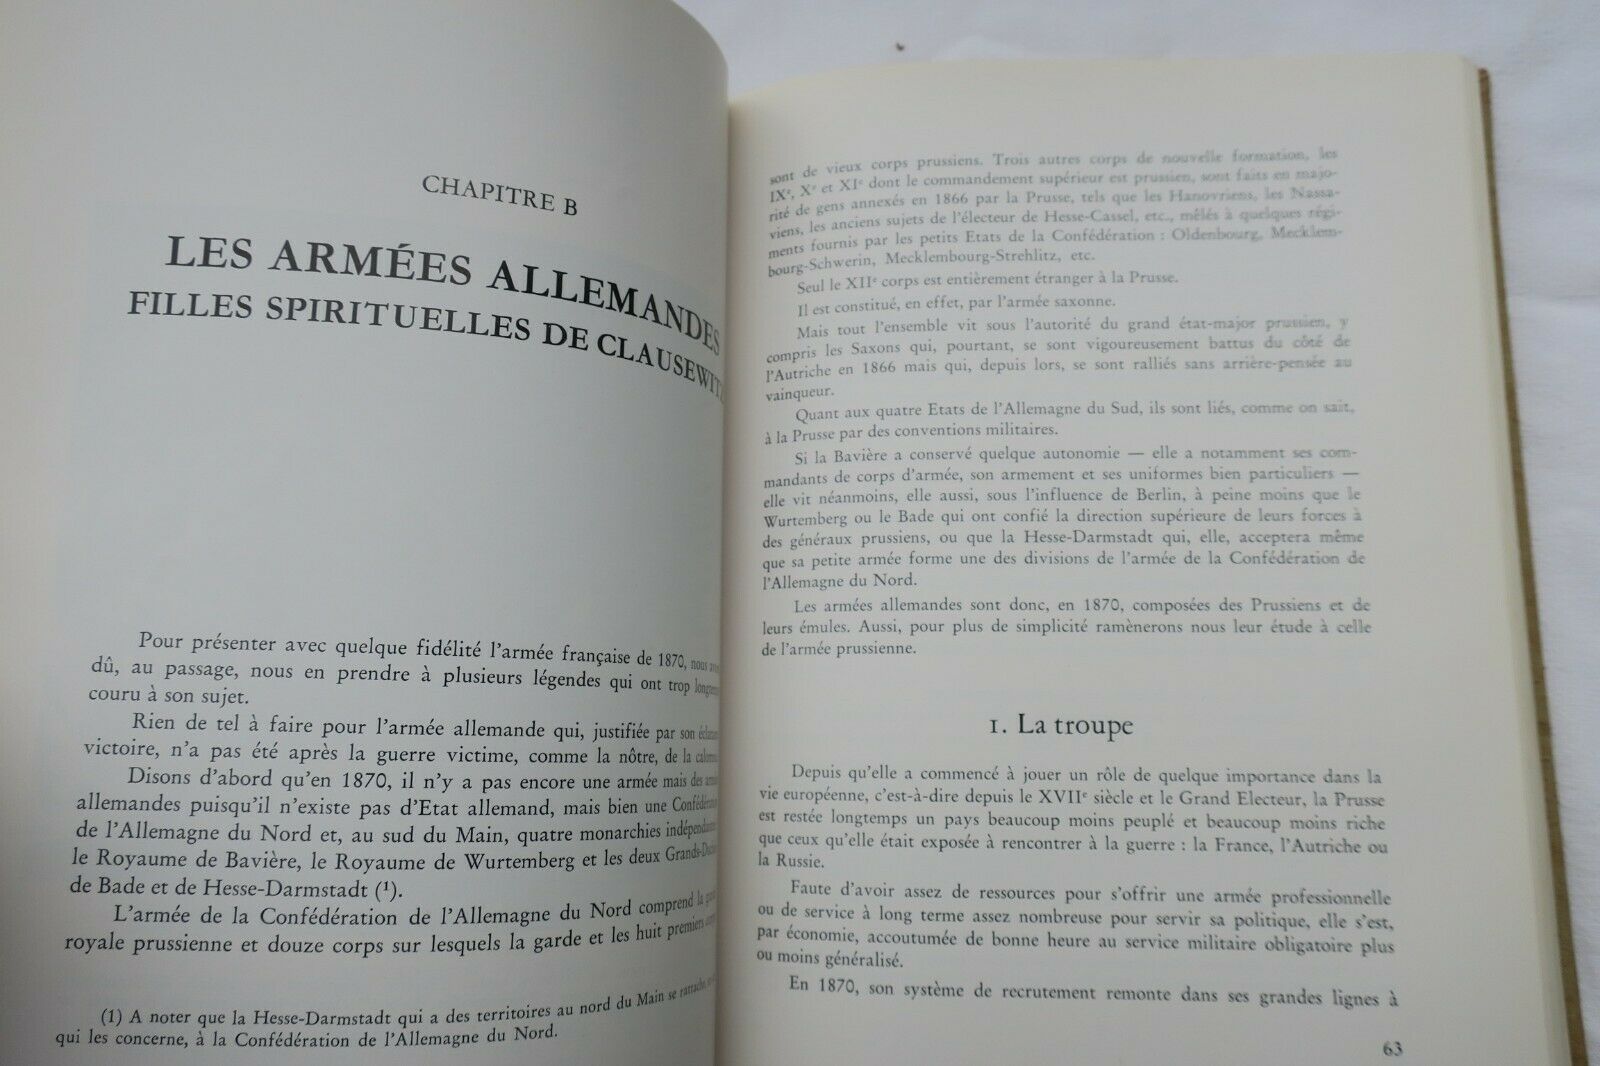 CHAPITRE B
LES ARMÉES ALLEMANDES
FILLES SPIRITUELLES DE
Pour présenter avec quelque fidélité l'armée française de 1870, nous
dû, au passage, nous en prendre à plusieurs légendes qui ont trop
couru à son sujet.
Rien de tel à faire pour l'armée allemande qui, justifiée par son
victoire, n'a pas été après la guerre victime, comme la nôtre, de la
Disons d'abord qu'en 1870, il n'y a pas encore une armée mais des
allemandes puisqu'il n'existe pas d'Etat allemand, mais bien une
de l'Allemagne du Nord et, au sud du Main, quatre monarchies
le Royaume de Bavière, le Royaume de Wurtemberg et les deux
de Bade et de Hesse-Darmstadt (¹).
L'armée de la Confédération de l'Allemagne du Nord comprend la
royale prussienne et douze corps sur lesquels la garde et les huit premiers
(1) A noter que la Hesse-Darmstadt qui a des territoires au nord du Main se rattache,
qui les concerne, à la Confédération de l'Allemagne du Nord.
sont de vieux corps prussiens. Trois autres corps de nouvelle formation, les
IXᵉ, Xᵉ et XIᵉ dont le commandement supérieur est prussien, sont faits en majo-
rité de gens annexés en 1866 par la Prusse, tels que les Hanovriens, les Nassa-
viens, les anciens sujets de l'électeur de Hesse-Cassel, etc., mêlés à quelques régi-
ments fournis par les petits Etats de la Confédération : Oldenbourg, Mecklem-
bourg-Schwerin, Mecklembourg-Strehlitz, etc.
Seul le XIIᵉ corps est entièrement étranger à la Prusse.
Il est constitué, en effet, par l'armée saxonne.
Mais tout l'ensemble vit sous l'autorité du grand état-major prussien, y
compris les Saxons qui, pourtant, se sont vigoureusement battus du côté de
l'Autriche en 1866 mais qui, depuis lors, se sont ralliés sans arrière-pensée au
vainqueur.
Quant aux quatre Etats de l'Allemagne du Sud, ils sont liés, comme on sait,
à la Prusse par des conventions militaires.
Si la Bavière a conservé quelque autonomie — elle a notamment ses com-
mandants de corps d'armée, son armement et ses uniformes bien particuliers —
elle vit néanmoins, elle aussi, sous l'influence de Berlin, à peine moins que le
Wurtemberg ou le Bade qui ont confié la direction supérieure de leurs forces à
des généraux prussiens, ou que la Hesse-Darmstadt qui, elle, acceptera même
que sa petite armée forme une des divisions de l'armée de la Confédération de
l'Allemagne du Nord.
Les armées allemandes sont donc, en 1870, composées des Prussiens et de
leurs émules. Aussi, pour plus de simplicité ramènerons nous leur étude à celle
de l'armée prussienne.
1. La troupe
Depuis qu'elle a commencé à jouer un rôle de quelque importance dans la
vie européenne, c'est-à-dire depuis le XVIIᵉ siècle et le Grand Electeur, la Prusse
est restée longtemps un pays beaucoup moins peuplé et beaucoup moins riche
que ceux qu'elle était exposée à rencontrer à la guerre : la France, l'Autriche ou
la Russie.
Faute d'avoir assez de ressources pour s'offrir une armée professionnelle
ou de service à long terme assez nombreuse pour servir sa politique, elle s'est,
par économie, accoutumée de bonne heure au service militaire obligatoire plus
ou moins généralisé.
En 1870, son système de recrutement remonte dans ses grandes lignes à
63